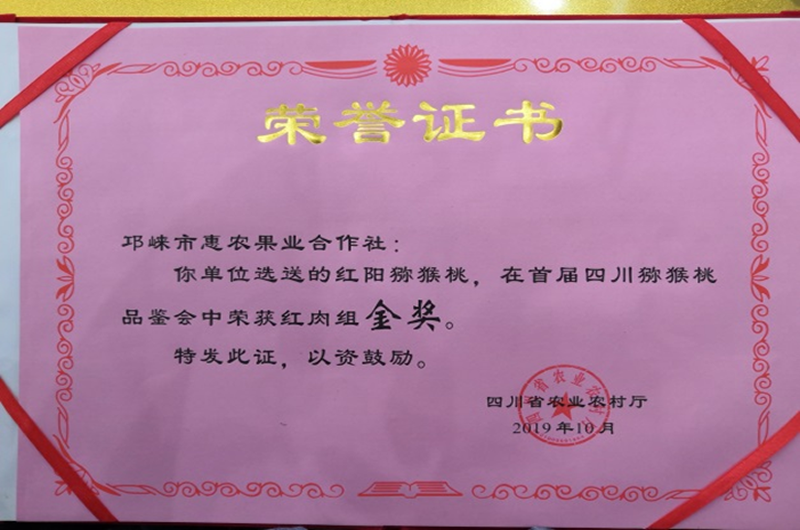 荣誉证书
邛崃市惠农果业合作社：
你单位选送的红阳猕猴桃，在首届四川猕猴桃
品鉴会中荣获红肉组金奖。
特发此证，以资鼓励。
四川省农业农村厅
2019年10月